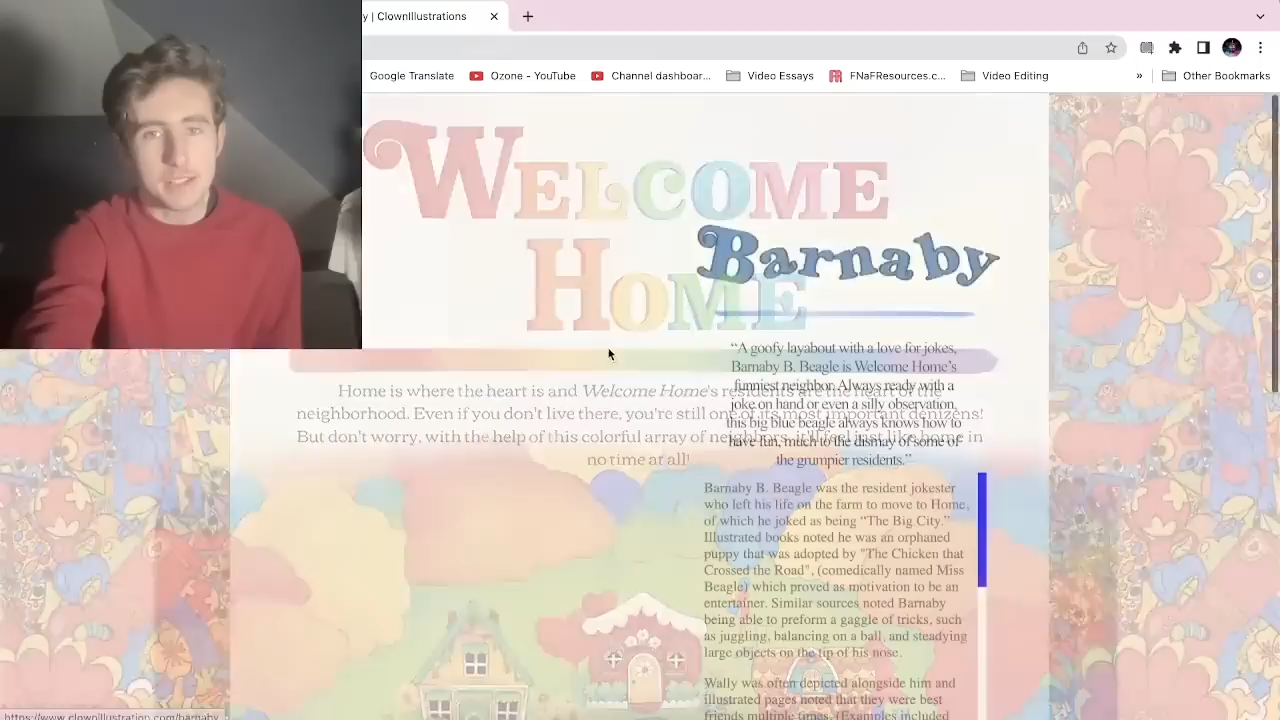 y | ClownIllustrations
Google Translate
Ozone - YouTube
Channel dashboar...
Video Essays
FNaFResources.c...
Video Editing
»
Other Bookmarks
WELCOME
HOME
Barnaby
Home is where the heart is and Welcome Home's residents are the heart of the
neighborhood. Even if you don't live there, you're still one of its most important denizens!
But don't worry, with the help of this colorful array of neighbors, it'll feel just like home in
no time at all!
“A goofy layabout with a love for jokes,
Barnaby B. Beagle is Welcome Home’s
funniest neighbor. Always ready with a
joke on hand or even a silly observation,
this big blue beagle always knows how to
have fun, much to the dismay of some of
the grumpier residents.”
Barnaby B. Beagle was the resident jokester
who left his life on the farm to move to Home,
of which he joked as being “The Big City.”
Illustrated books noted he was an orphaned
puppy that was adopted by "The Chicken that
Crossed the Road", (comedically named Miss
Beagle) which proved as motivation to be an
entertainer. Similar sources noted Barnaby
being able to preform a gaggle of tricks, such
as juggling, balancing on a ball, and steadying
large objects on the tip of his nose.
Wally was often depicted alongside him and
illustrated pages noted that they were best
friends multiple times. (Examples included
https://www.clownillustration.com/barnaby